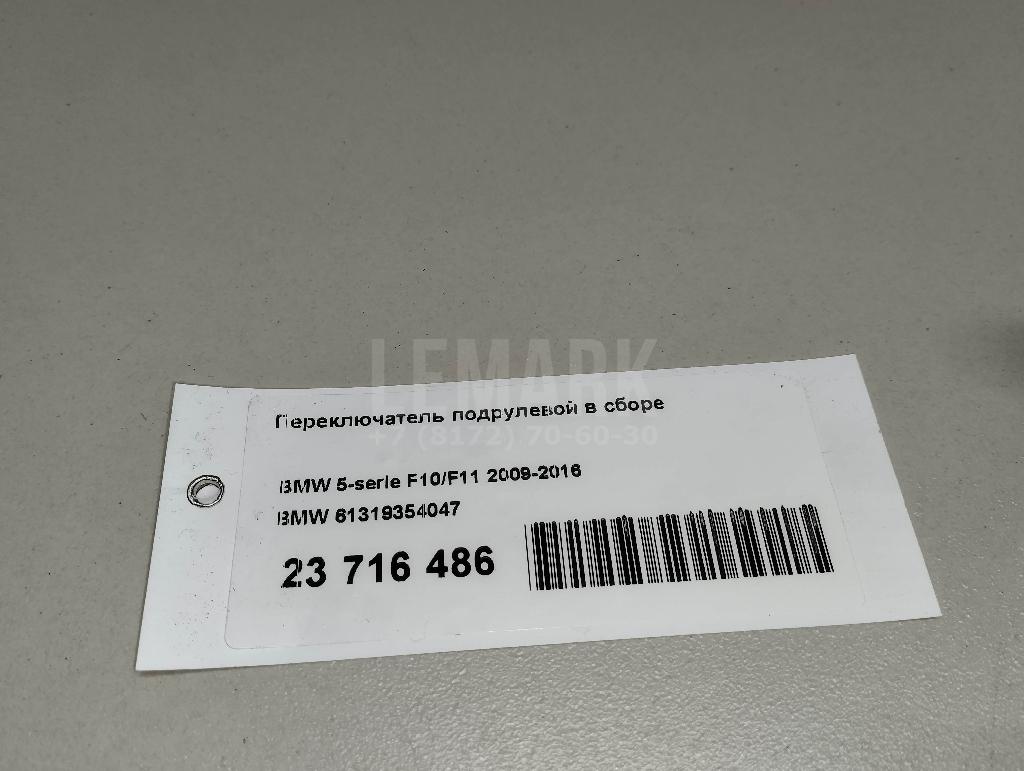 LEMARK
Переключатель подрулевой в сборе
+7 (8172) 70-60-30
BMW 5-serie F10/F11 2009-2016
BMW 61319354047
23 716 486